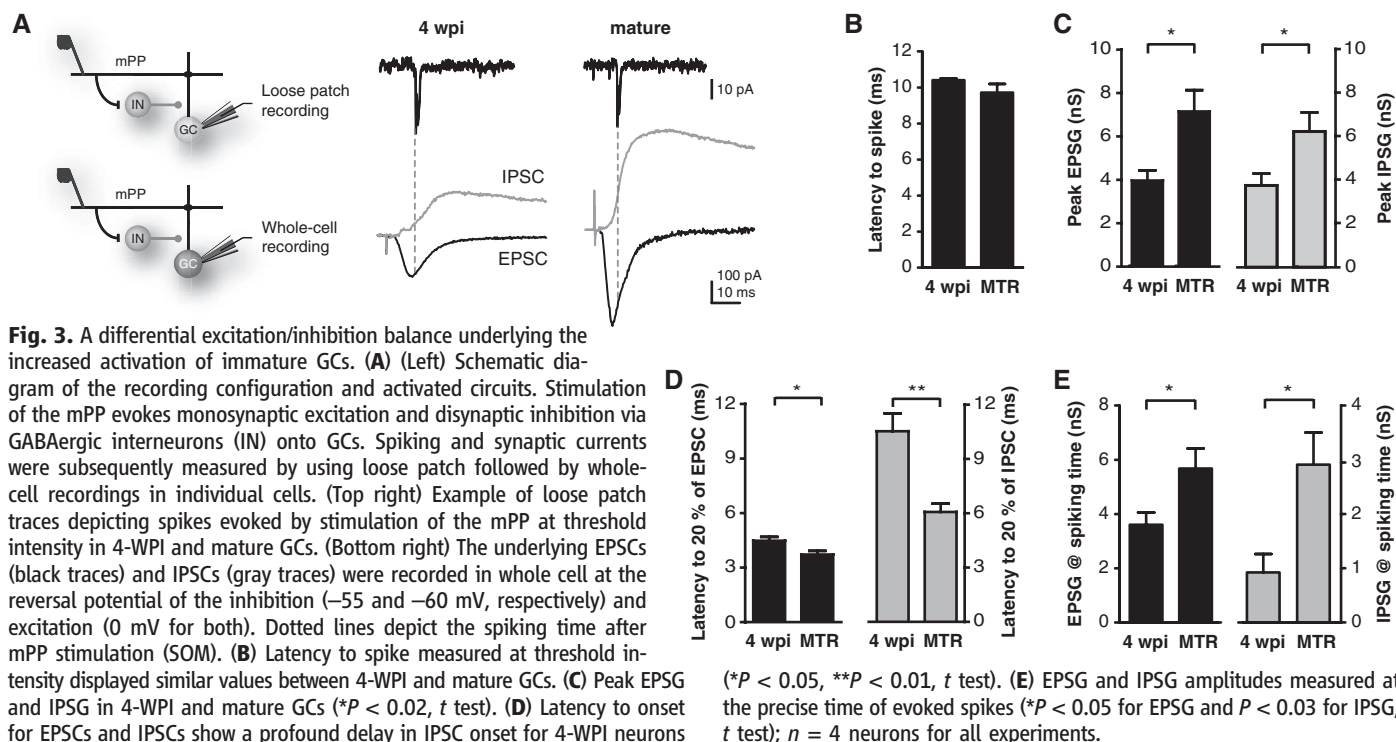 A
mPP
IN
GC
Loose patch
recording
mPP
IN
GC
Whole-cell
recording
4 wpi
mature
10 pA
IPSC
EPSC
100 pA
10 ms
B
Latency to spike (ms)
12
10
8
6
4
2
0
4 wpi MTR
C
* *
Peak EPSG (nS)
10
8
6
4
2
0
10
8
6
4
2
0
Peak IPSG (nS)
4 wpi MTR 4 wpi MTR
Fig. 3. A differential excitation/inhibition balance underlying the
increased activation of immature GCs. (A) (Left) Schematic dia-
gram of the recording configuration and activated circuits. Stimulation
of the mPP evokes monosynaptic excitation and disynaptic inhibition via
GABAergic interneurons (IN) onto GCs. Spiking and synaptic currents
were subsequently measured by using loose patch followed by whole-
cell recordings in individual cells. (Top right) Example of loose patch
traces depicting spikes evoked by stimulation of the mPP at threshold
intensity in 4-WPI and mature GCs. (Bottom right) The underlying EPSCs
(black traces) and IPSCs (gray traces) were recorded in whole cell at the
reversal potential of the inhibition (–55 and –60 mV, respectively) and
excitation (0 mV for both). Dotted lines depict the spiking time after
mPP stimulation (SOM). (B) Latency to spike measured at threshold in-
tensity displayed similar values between 4-WPI and mature GCs. (C) Peak EPSG
and IPSG in 4-WPI and mature GCs (*P < 0.02, t test). (D) Latency to onset
for EPSCs and IPSCs show a profound delay in IPSC onset for 4-WPI neurons
D
* **
Latency to 20 % of EPSC (ms)
12
9
6
3
0
12
9
6
3
0
Latency to 20 % of IPSC (ms)
4 wpi MTR 4 wpi MTR
E
* *
EPSG @ spiking time (nS)
8
6
4
2
0
4
3
2
1
0
IPSG @ spiking time (nS)
4 wpi MTR 4 wpi MTR
(*P < 0.05, **P < 0.01, t test). (E) EPSG and IPSG amplitudes measured at
the precise time of evoked spikes (*P < 0.05 for EPSG and P < 0.03 for IPSG,
t test); n = 4 neurons for all experiments.